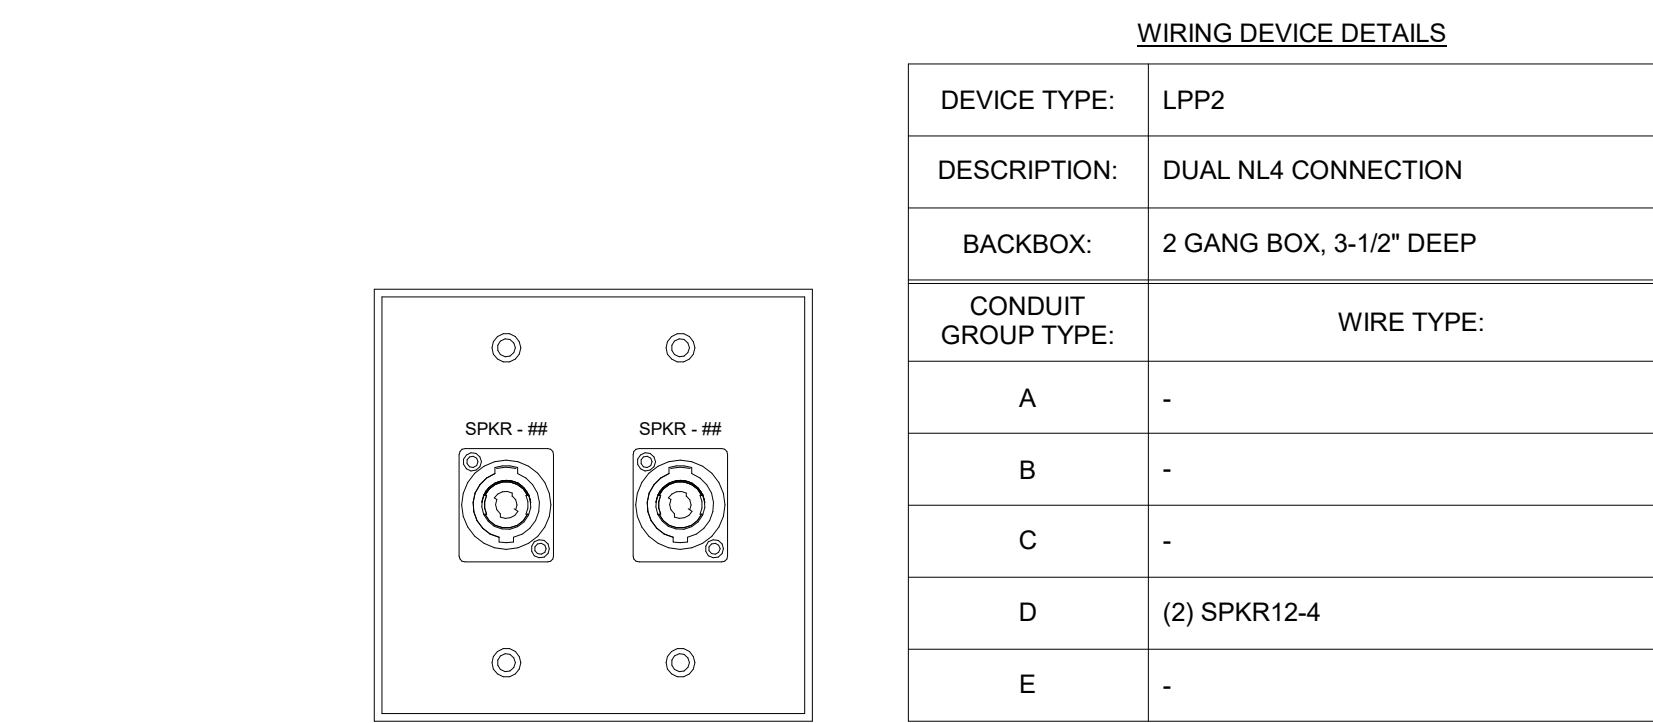 WIRING DEVICE DETAILS
DEVICE TYPE: LPP2
DESCRIPTION: DUAL NL4 CONNECTION
BACKBOX: 2 GANG BOX, 3-1/2" DEEP
CONDUIT
GROUP TYPE: WIRE TYPE:
A -
B -
C -
D (2) SPKR12-4
E -
SPKR - ## SPKR - ##